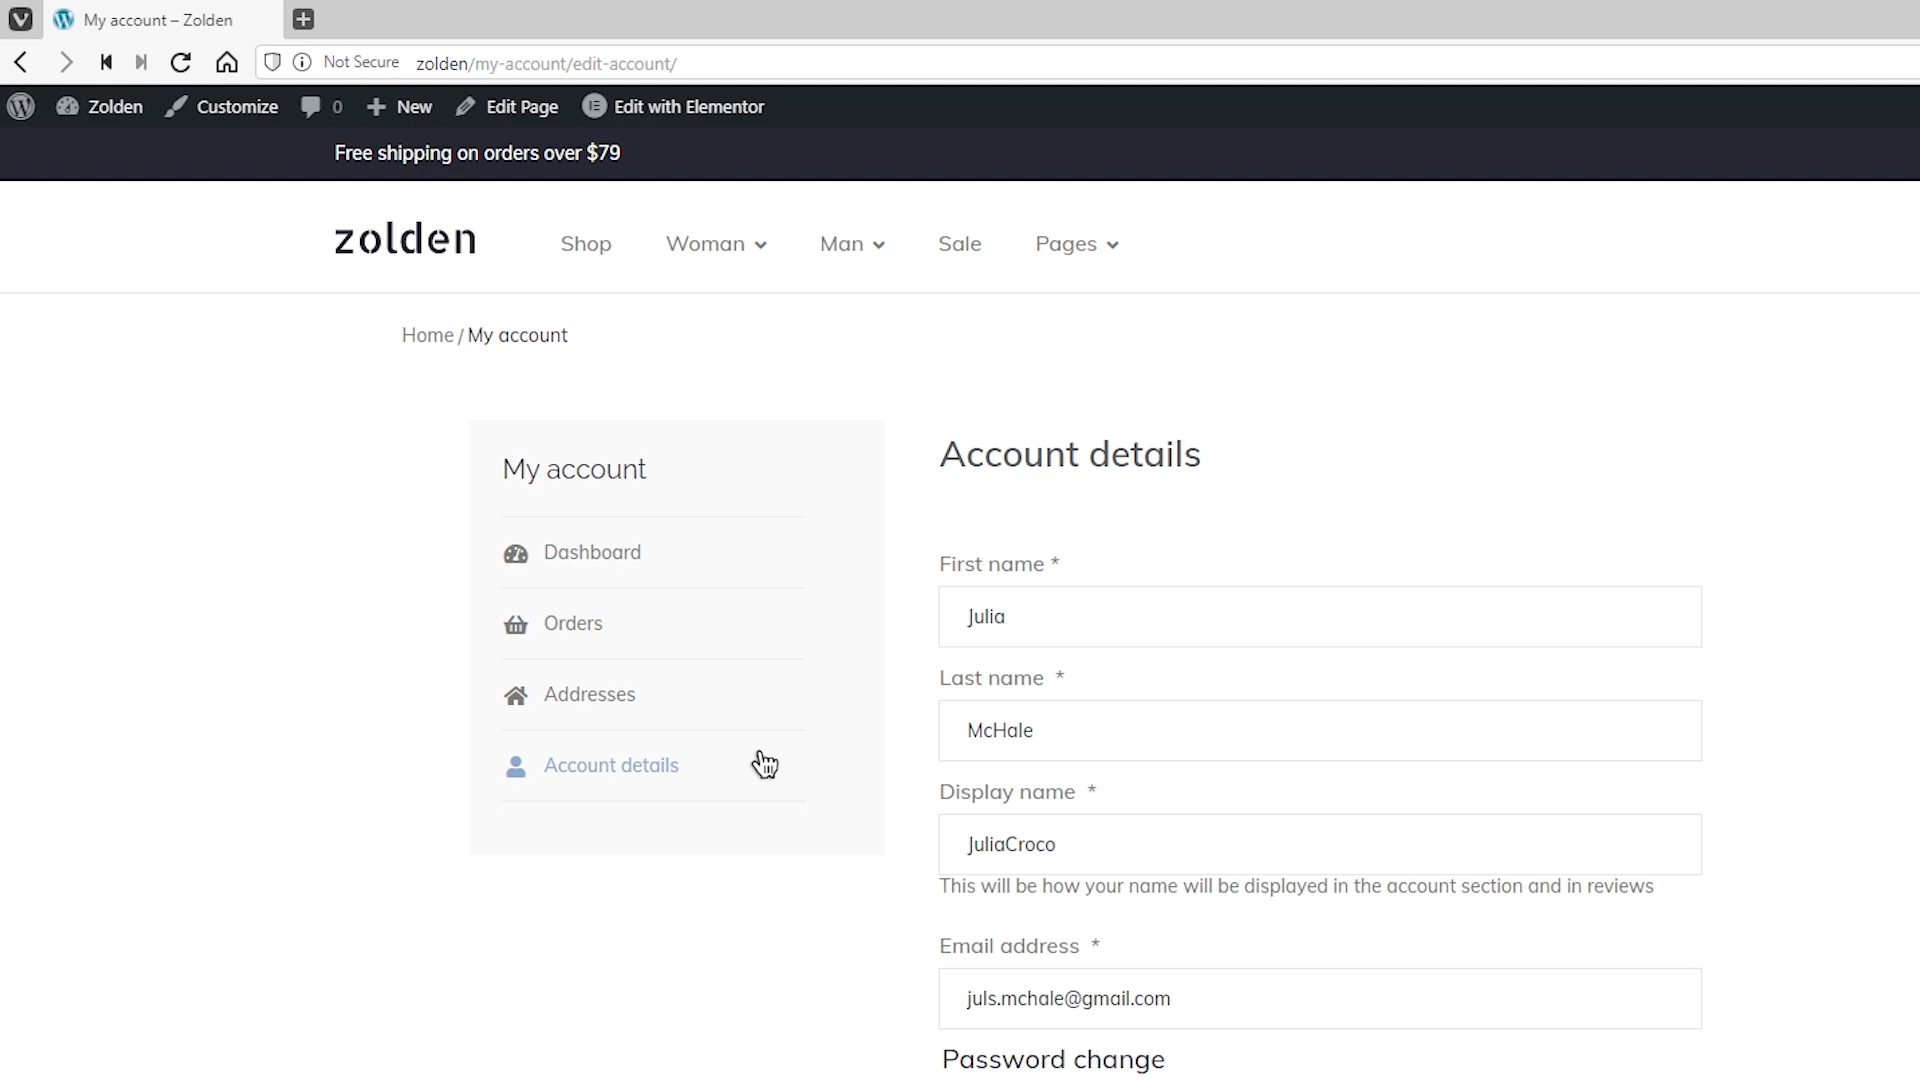 My account – Zolden
Not Secure zolden/my-account/edit-account/
Zolden Customize 0 New Edit Page Edit with Elementor
Free shipping on orders over $79
zolden Shop Woman Man Sale Pages
Home / My account
My account
Dashboard
Orders
Addresses
Account details
Account details
First name *
Julia
Last name *
McHale
Display name *
JuliaCroco
This will be how your name will be displayed in the account section and in reviews
Email address *
juls.mchale@gmail.com
Password change